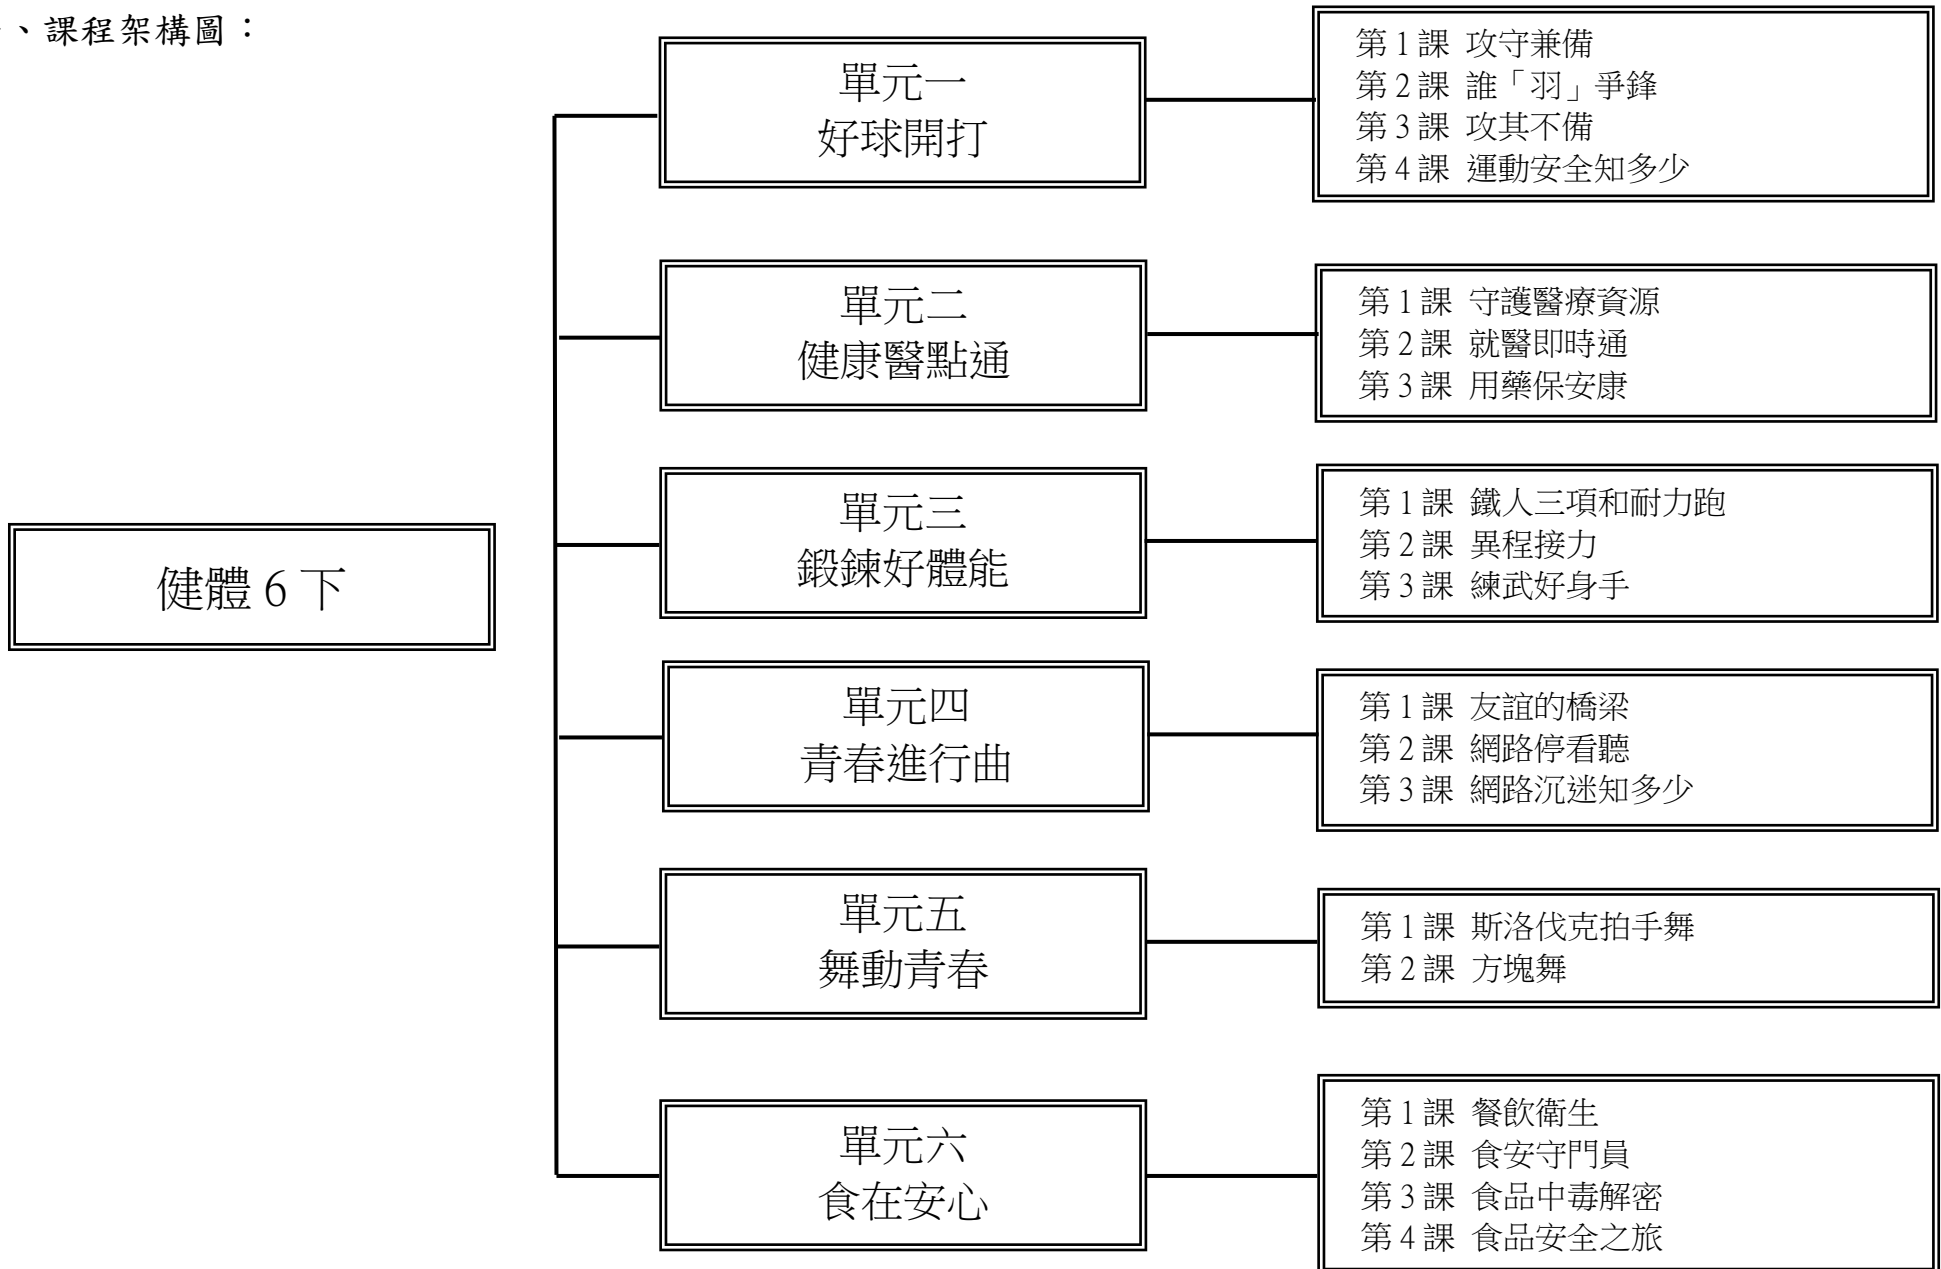 、課程架構圖：
健體 6 下
單元一
好球開打
第 1 課 攻守兼備
第 2 課 誰「羽」爭鋒
第 3 課 攻其不備
第 4 課 運動安全知多少
單元二
健康醫點通
第 1 課 守護醫療資源
第 2 課 就醫即時通
第 3 課 用藥保安康
單元三
鍛鍊好體能
第 1 課 鐵人三項和耐力跑
第 2 課 異程接力
第 3 課 練武好身手
單元四
青春進行曲
第 1 課 友誼的橋梁
第 2 課 網路停看聽
第 3 課 網路沉迷知多少
單元五
舞動青春
第 1 課 斯洛伐克拍手舞
第 2 課 方塊舞
單元六
食在安心
第 1 課 餐飲衛生
第 2 課 食安守門員
第 3 課 食品中毒解密
第 4 課 食品安全之旅